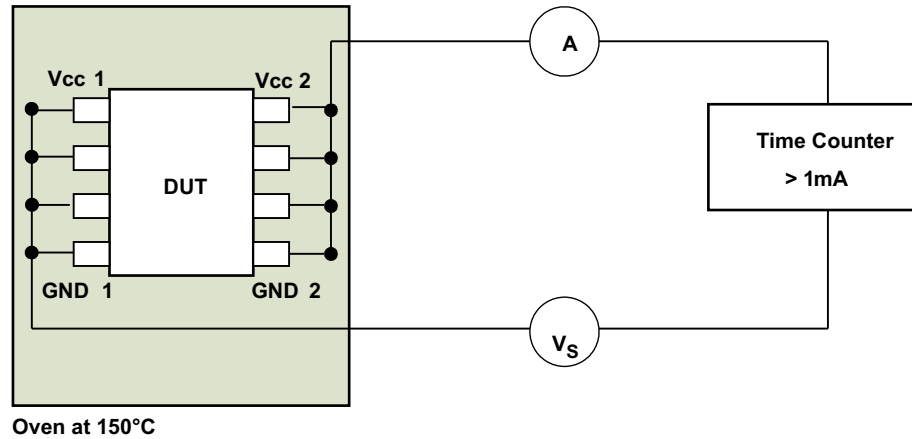 A
Vcc 1
Vcc 2
Time Counter
> 1mA
DUT
GND 1
GND 2
VS
Oven at 150°C